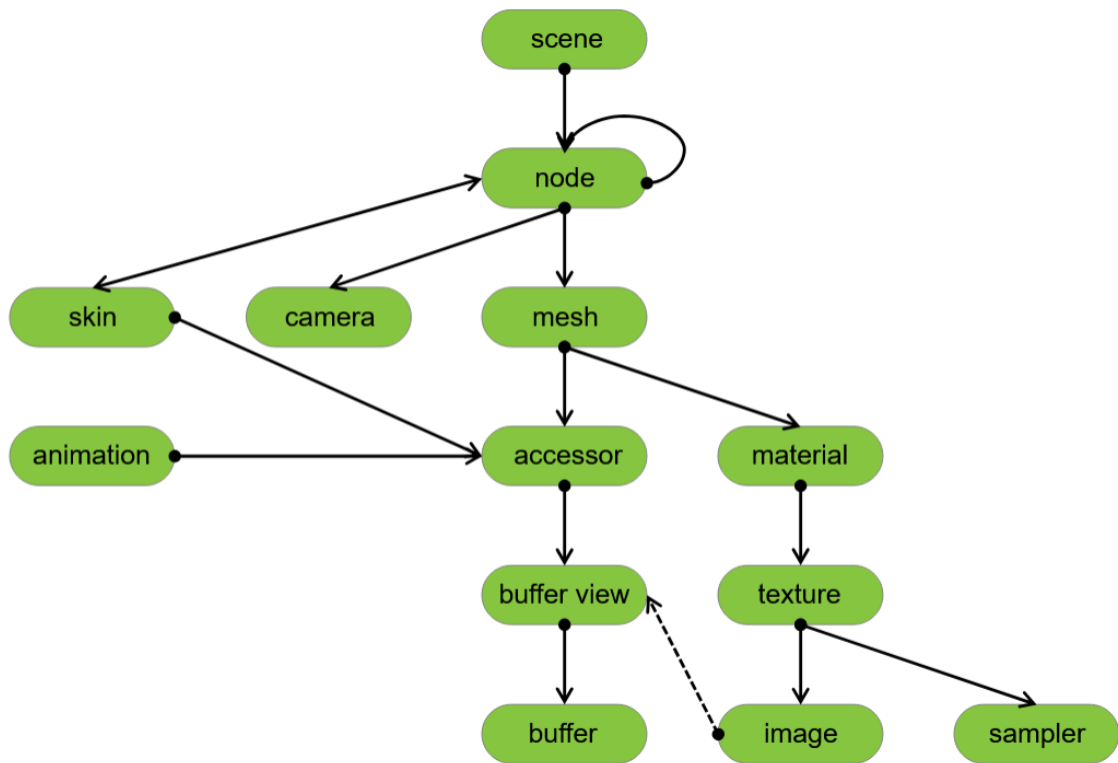 scene
node
skin
camera
mesh
animation
accessor
material
buffer view
texture
buffer
image
sampler